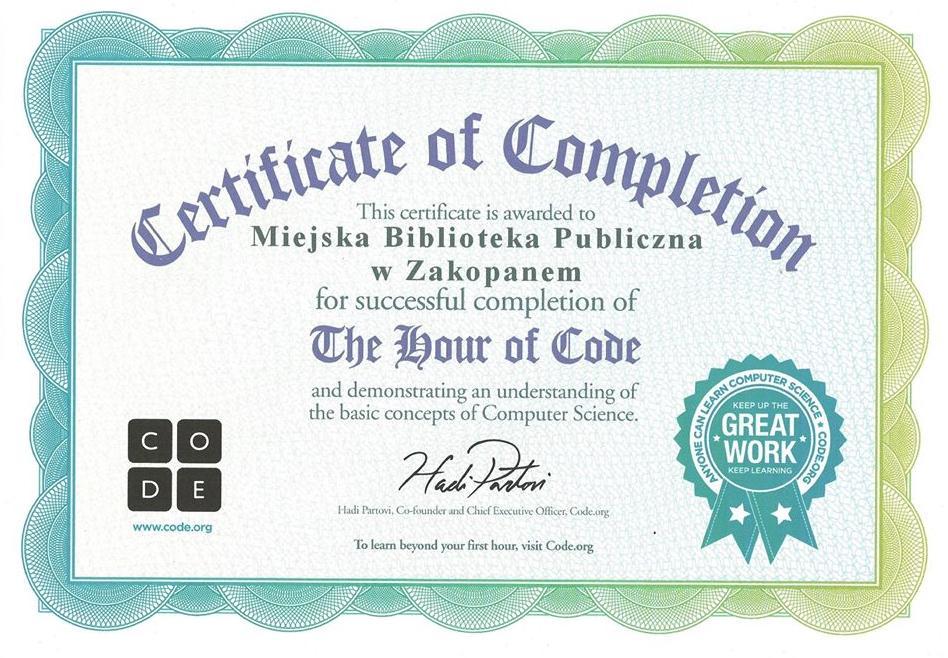 Certificate of Completion
This certificate is awarded to
Miejska Biblioteka Publiczna
w Zakopanem
for successful completion of
The Hour of Code
and demonstrating an understanding of
the basic concepts of Computer Science.
C O
D E
www.code.org
Hadi Partovi
Hadi Partovi, Co-founder and Chief Executive Officer, Code.org
To learn beyond your first hour, visit Code.org
ANYONE CAN LEARN COMPUTER SCIENCE ★ CODE.ORG ★
KEEP UP THE
GREAT
WORK
KEEP LEARNING